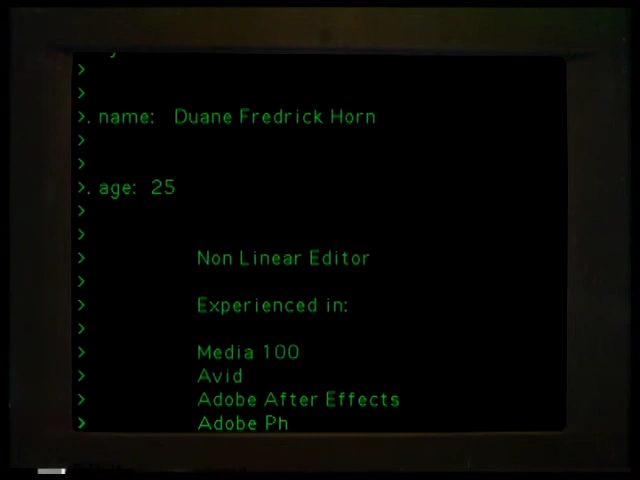 >
>
>. name: Duane Fredrick Horn
>
>
>. age: 25
>
>
> Non Linear Editor
>
> Experienced in:
>
> Media 100
> Avid
> Adobe After Effects
> Adobe Ph